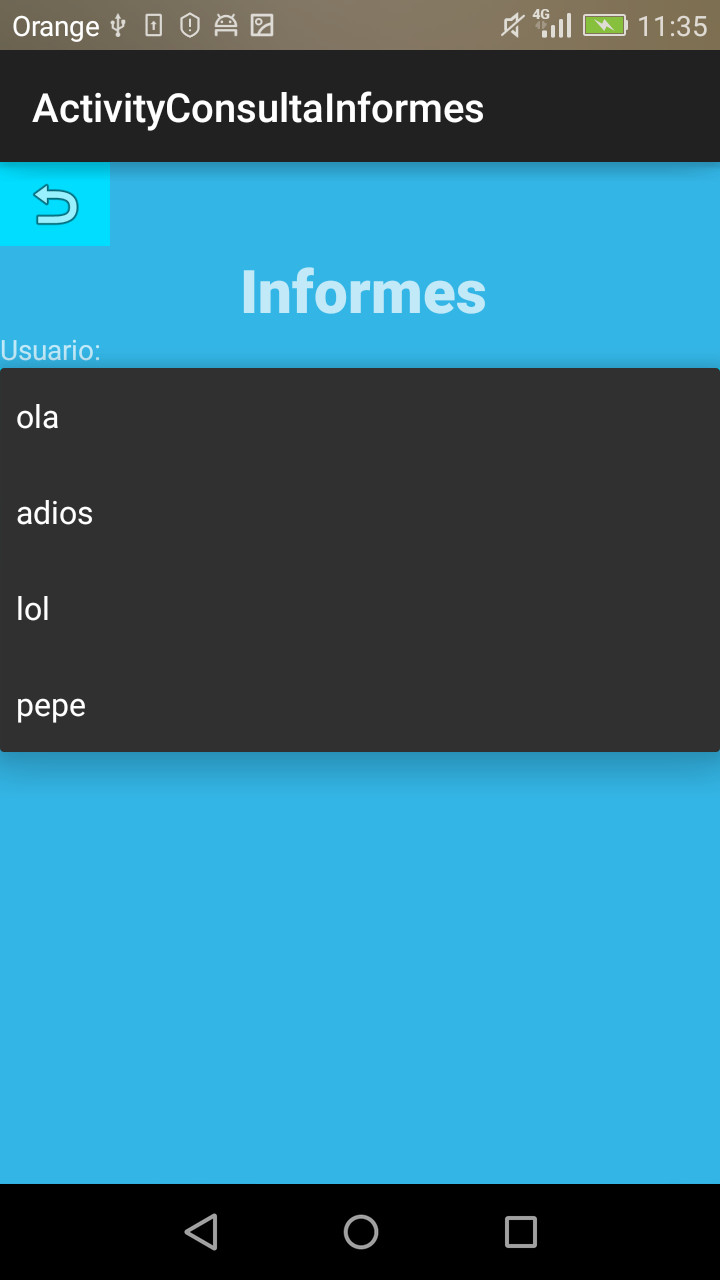 Orange 4G 11:35
ActivityConsultaInformes
Informes
Usuario:
ola
adios
lol
pepe